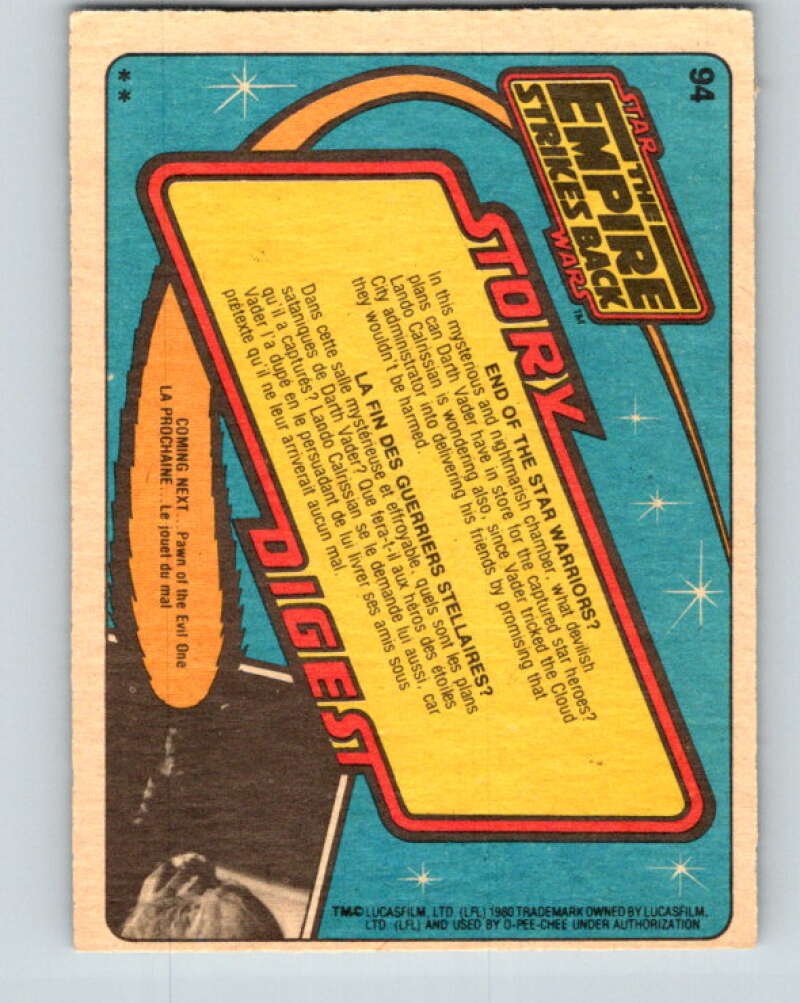 94
STAR
THE
EMPIRE
STRIKES BACK
WARS™
STORY
END OF THE STAR WARRIORS?
In this mysterious and nightmarish chamber, what devilish
plans can Darth Vader have in store for the captured star heroes?
Lando Calrissian is wondering also, since Vader tricked the Cloud
City administrator into delivering his friends by promising that
they wouldn't be harmed.
LA FIN DES GUERRIERS STELLAIRES?
Dans cette salle mystérieuse et effroyable, quels sont les plans
sataniques de Darth Vader? Que fera-t-il aux héros des étoiles
qu'il a capturés? Lando Calrissian se le demande lui aussi, car
Vader l'a dupé en le persuadant de lui livrer ses amis sous
prétexte qu'il ne leur arriverait aucun mal.
DIGEST
COMING NEXT... Pawn of the Evil One
LA PROCHAINE... Le jouet du mal
**
TM© LUCASFILM, LTD. (LFL) 1980 TRADEMARK OWNED BY LUCASFILM,
LTD. (LFL) AND USED BY O-PEE-CHEE UNDER AUTHORIZATION